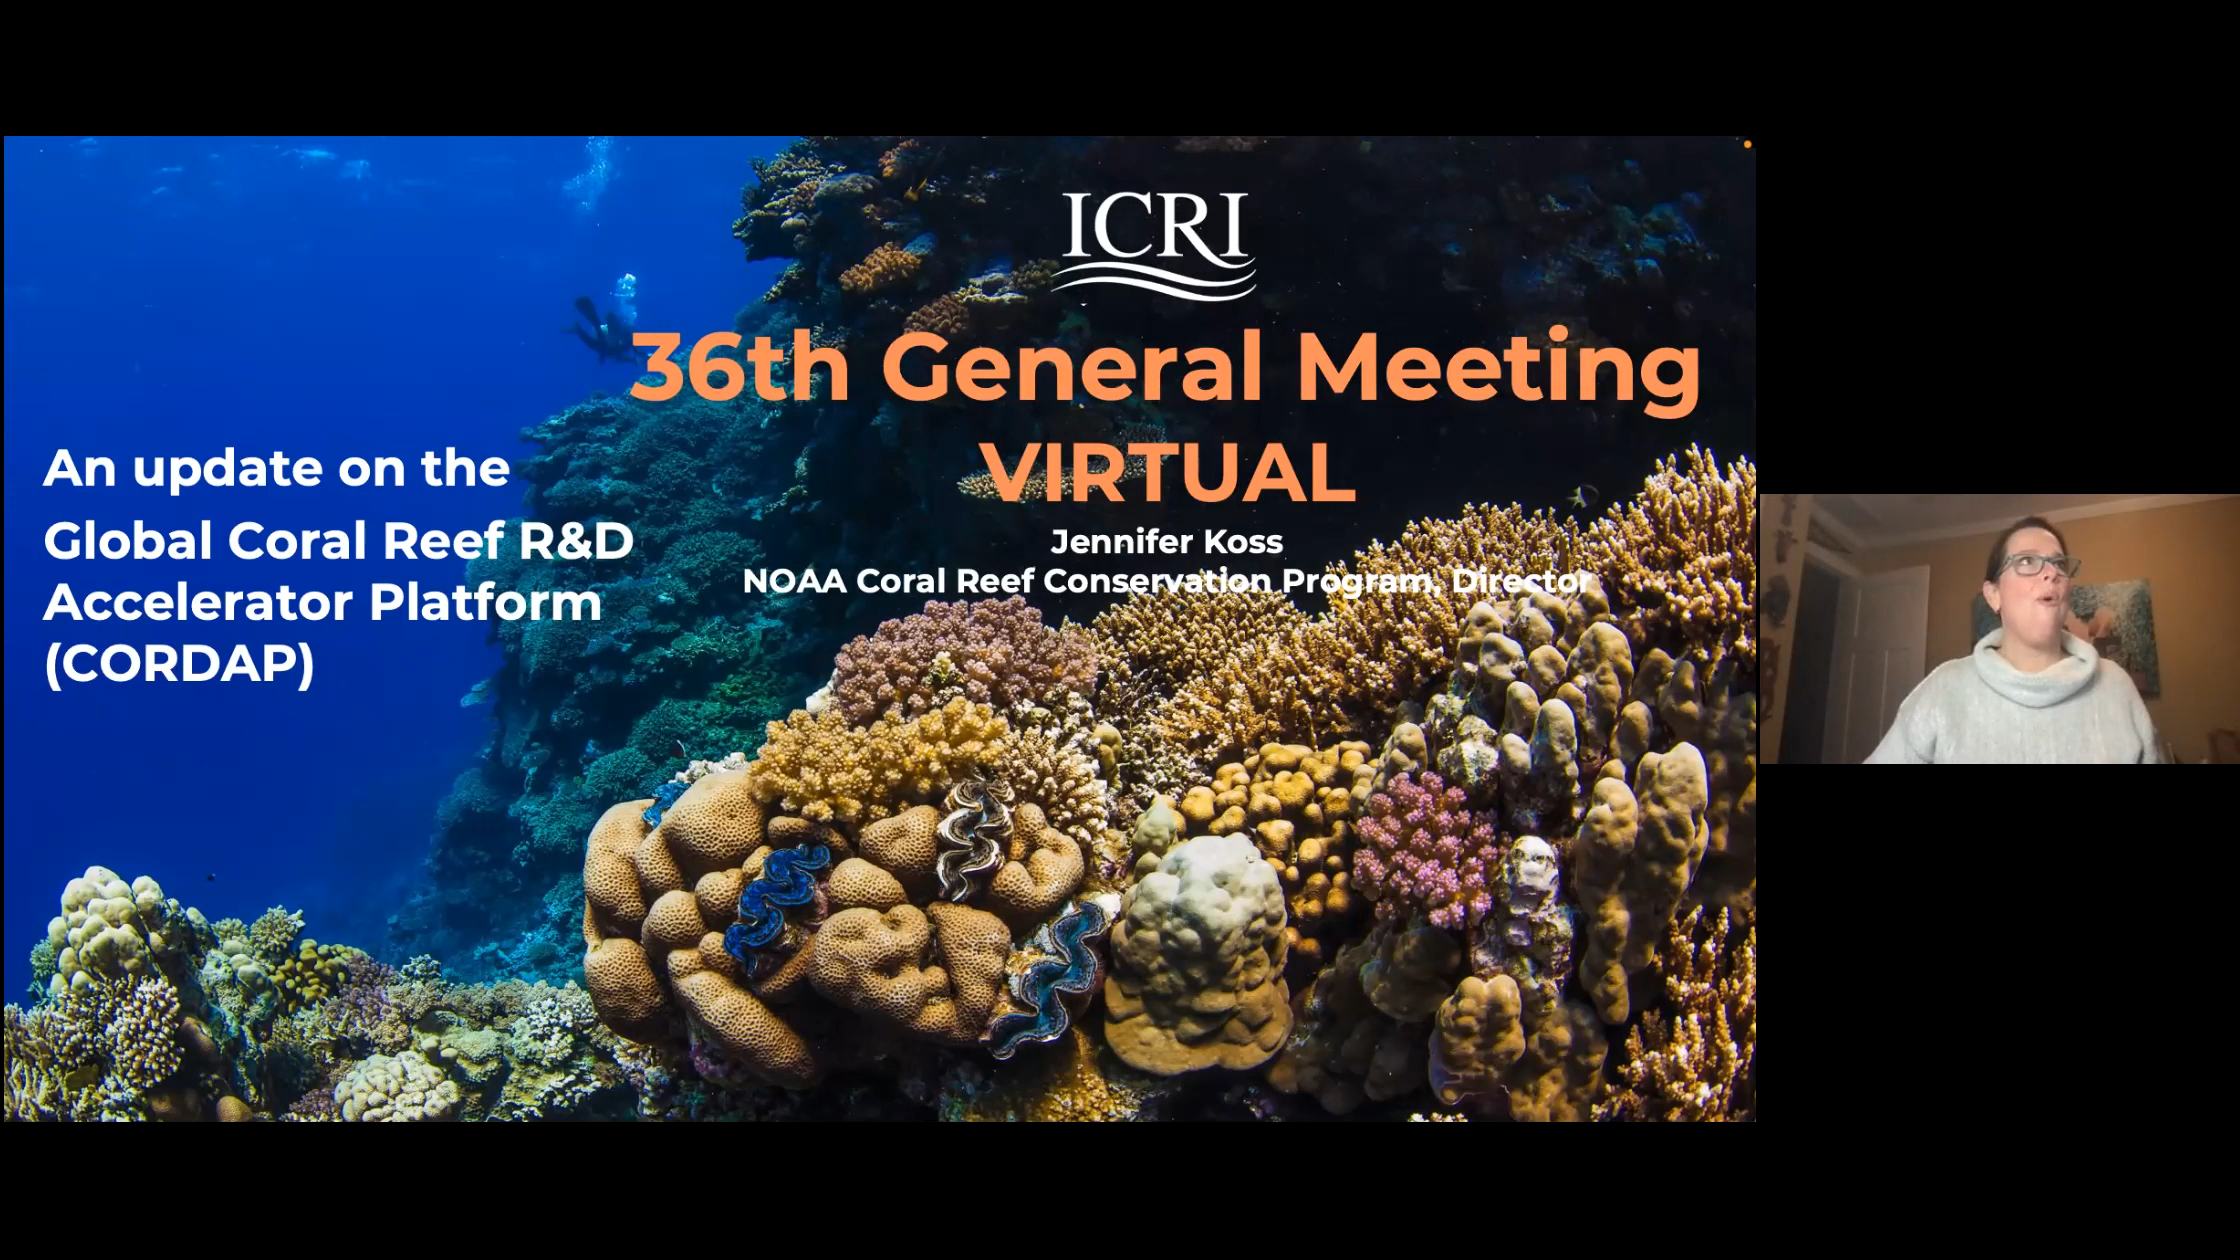 ICRI
36th General Meeting
VIRTUAL
Jennifer Koss
NOAA Coral Reef Conservation Program, Director
An update on the
Global Coral Reef R&D
Accelerator Platform
(CORDAP)